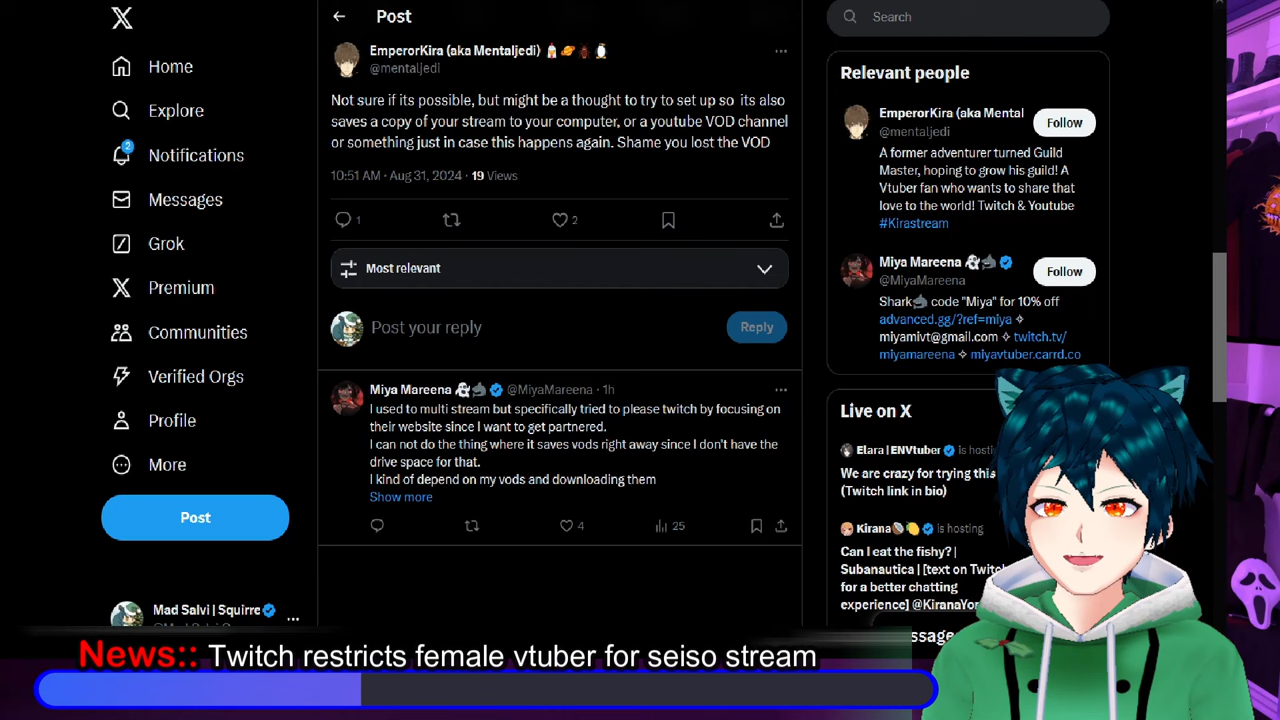 Home
Explore
2
Notifications
Messages
Grok
Premium
Communities
Verified Orgs
Profile
More
Post
Mad Salvi | Squirre
Post
EmperorKira (aka Mentaljedi)
@mentaljedi
Not sure if its possible, but might be a thought to try to set up so its also
saves a copy of your stream to your computer, or a youtube VOD channel
or something just in case this happens again. Shame you lost the VOD
10:51 AM · Aug 31, 2024 · 19 Views
1
2
Most relevant
Post your reply
Reply
Miya Mareena @MiyaMareena · 1h
I used to multi stream but specifically tried to please twitch by focusing on
their website since I want to get partnered.
I can not do the thing where it saves vods right away since I don't have the
drive space for that.
I kind of depend on my vods and downloading them
Show more
4
25
Search
Relevant people
EmperorKira (aka Mental
@mentaljedi
Follow
A former adventurer turned Guild
Master, hoping to grow his guild! A
Vtuber fan who wants to share that
love to the world! Twitch & Youtube
#Kirastream
Miya Mareena
@MiyaMareena
Follow
Shark code "Miya" for 10% off
advanced.gg/?ref=miya ✧
miyamivt@gmail.com ✧ twitch.tv/
miyamareena ✧ miyavtuber.carrd.co
Live on X
Elara | ENVtuber is hosti
We are crazy for trying this
(Twitch link in bio)
Kirana is hosting
Can I eat the fishy? |
Subanautica | [text on Twitc
for a better chatting
experience] @KiranaYo
News:: Twitch restricts female vtuber for seiso stream